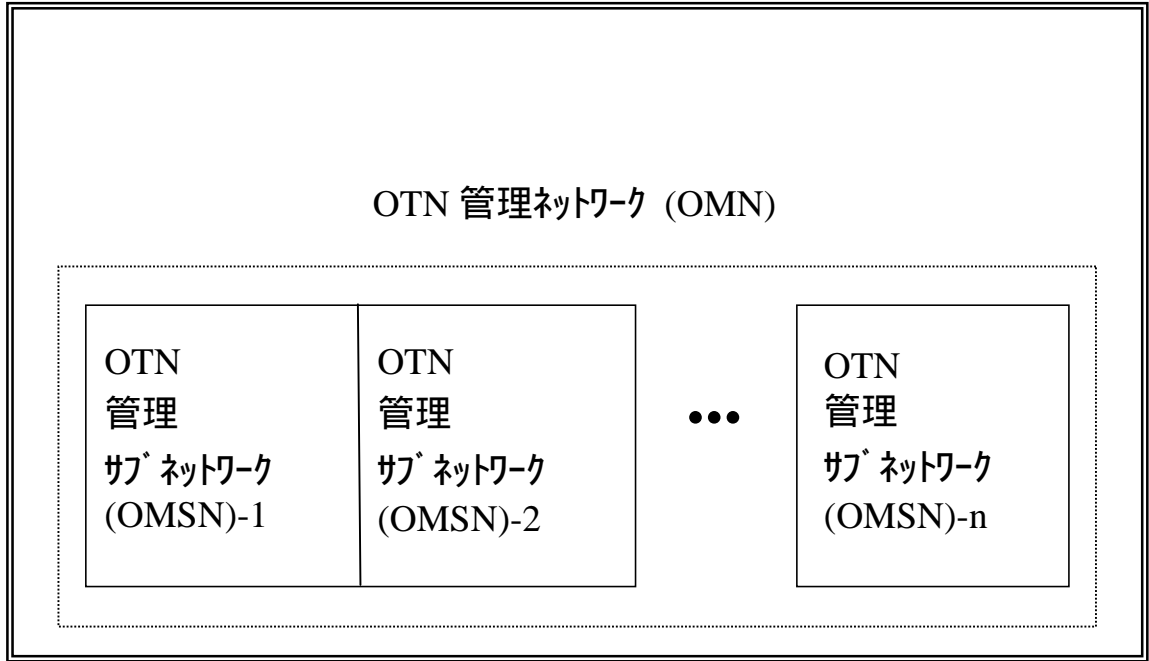 OTN 管理ﾈｯﾄﾜｰｸ (OMN)
OTN
管理
ｻﾌﾞﾈｯﾄﾜｰｸ
(OMSN)-1
OTN
管理
ｻﾌﾞﾈｯﾄﾜｰｸ
(OMSN)-2
•••
OTN
管理
ｻﾌﾞﾈｯﾄﾜｰｸ
(OMSN)-n